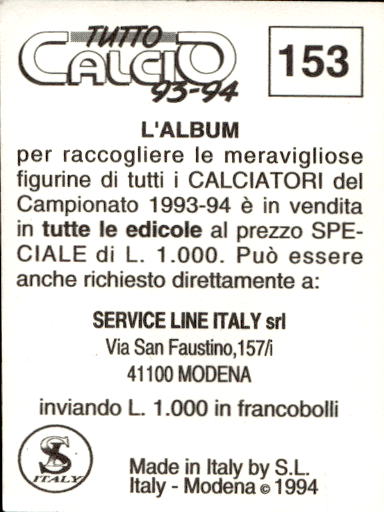 TUTTO
CALCIO
93-94
153
L'ALBUM
per raccogliere le meravigliose
figurine di tutti i CALCIATORI del
Campionato 1993-94 è in vendita
in tutte le edicole al prezzo SPE-
CIALE di L. 1.000. Può essere
anche richiesto direttamente a:
SERVICE LINE ITALY srl
Via San Faustino,157/i
41100 MODENA
inviando L. 1.000 in francobolli
SL
ITALY
Made in Italy by S.L.
Italy - Modena © 1994